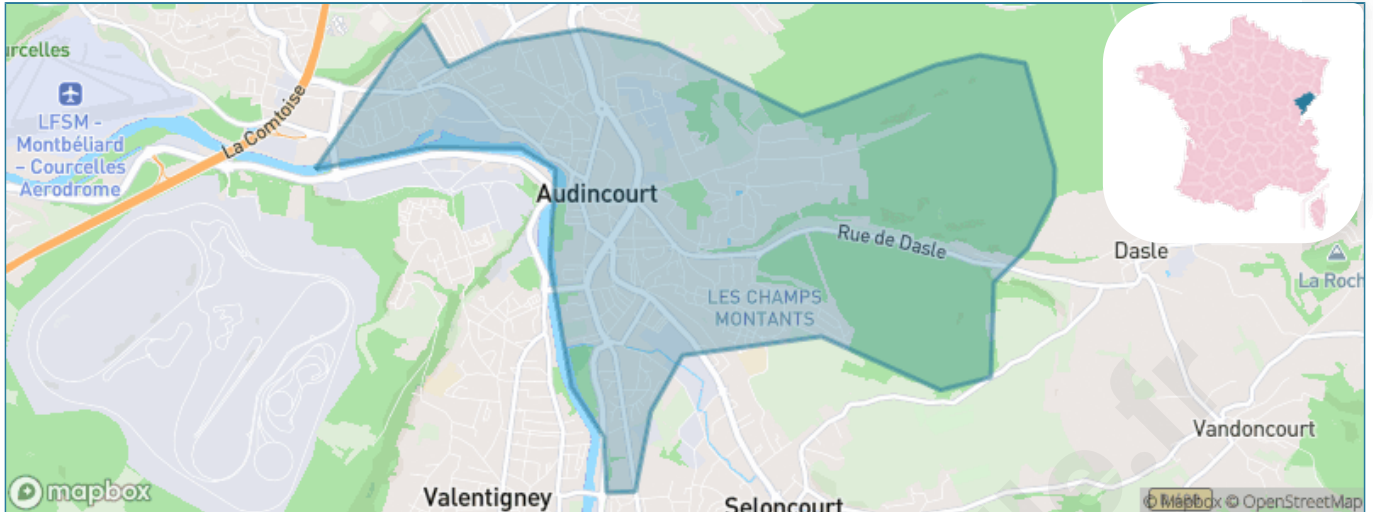 urcelles
LFSM -
Montbéliard
– Courcelles
Aerodrome
La Comtoise
Audincourt
Rue de Dasle
Dasle
La Roch
LES CHAMPS
MONTANTS
Vandoncourt
Valentigney
Seloncourt
mapbox
© Mapbox © OpenStreetMap